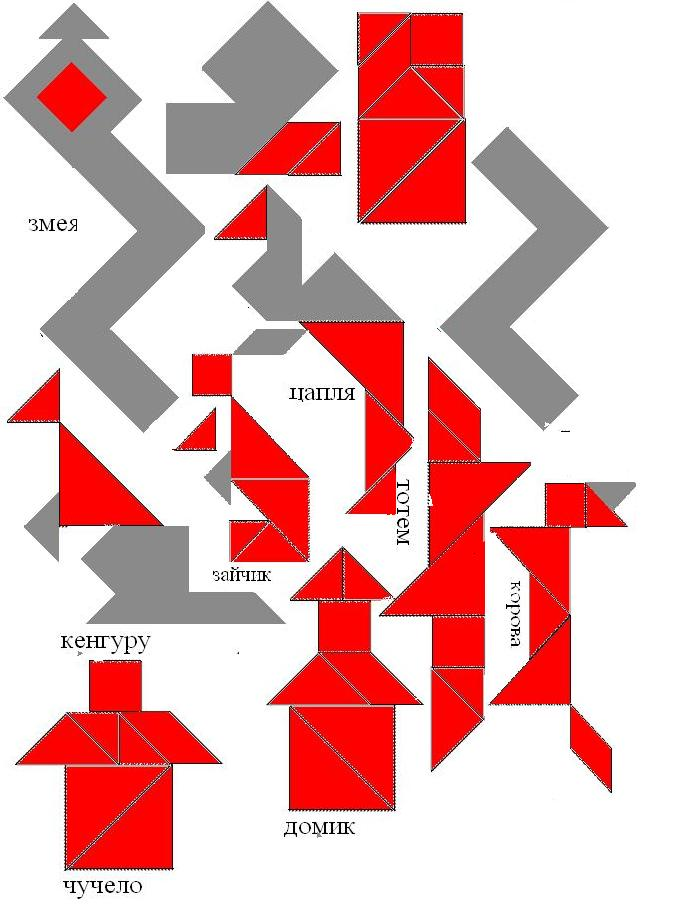 змея
цапля
тотем
зайчик
корова
кенгуру
домик
чучело